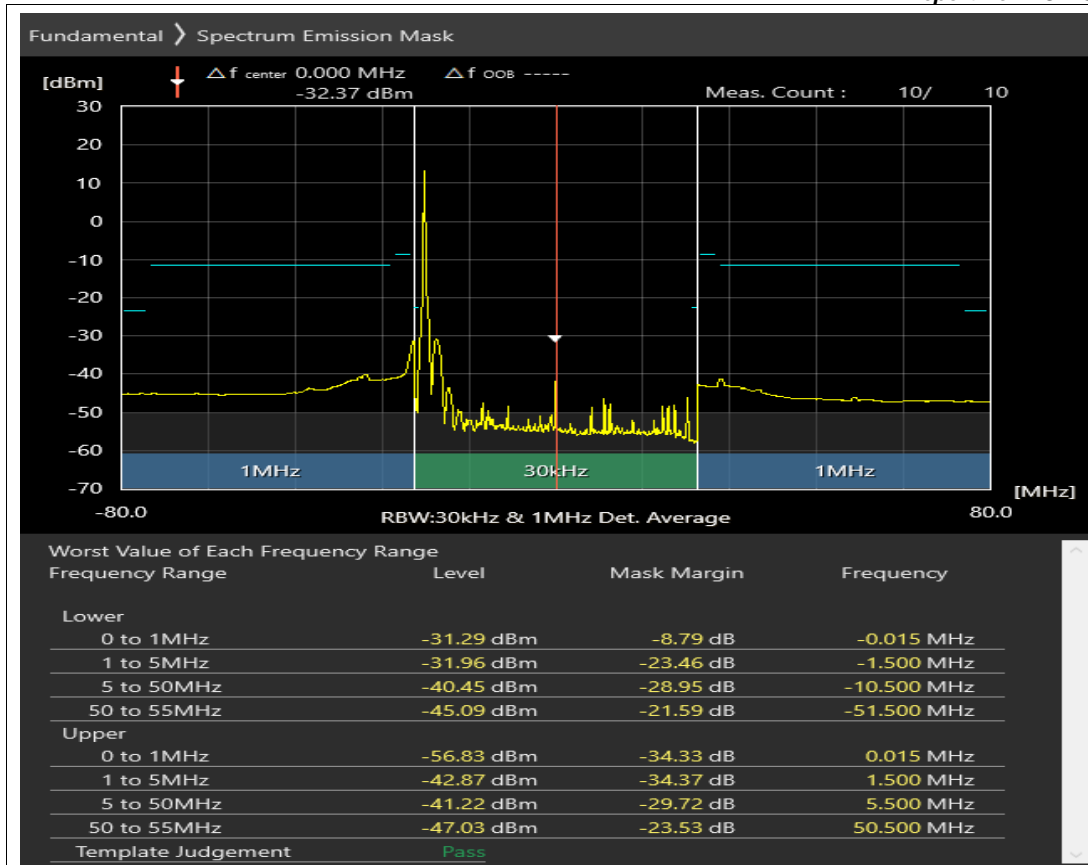 Fundamental 〉 Spectrum Emission Mask
[dBm] △f center 0.000 MHz △f OOB -----
-32.37 dBm Meas. Count : 10/ 10
30
20
10
0
-10
-20
-30
-40
-50
-60
1MHz 30kHz 1MHz
-70
[MHz]
-80.0 RBW:30kHz & 1MHz Det. Average 80.0
Worst Value of Each Frequency Range
Frequency Range Level Mask Margin Frequency
Lower
0 to 1MHz -31.29 dBm -8.79 dB -0.015 MHz
1 to 5MHz -31.96 dBm -23.46 dB -1.500 MHz
5 to 50MHz -40.45 dBm -28.95 dB -10.500 MHz
50 to 55MHz -45.09 dBm -21.59 dB -51.500 MHz
Upper
0 to 1MHz -56.83 dBm -34.33 dB 0.015 MHz
1 to 5MHz -42.87 dBm -34.37 dB 1.500 MHz
5 to 50MHz -41.22 dBm -29.72 dB 5.500 MHz
50 to 55MHz -47.03 dBm -23.53 dB 50.500 MHz
Template Judgement Pass